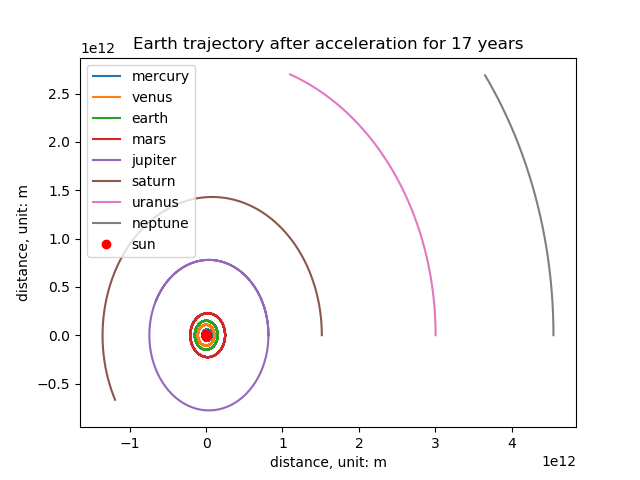 Earth trajectory after acceleration for 17 years
1e12
mercury
venus
earth
mars
jupiter
saturn
uranus
neptune
sun
distance, unit: m
2.5
2.0
1.5
1.0
0.5
0.0
−0.5
−1
0
1
2
3
4
distance, unit: m
1e12